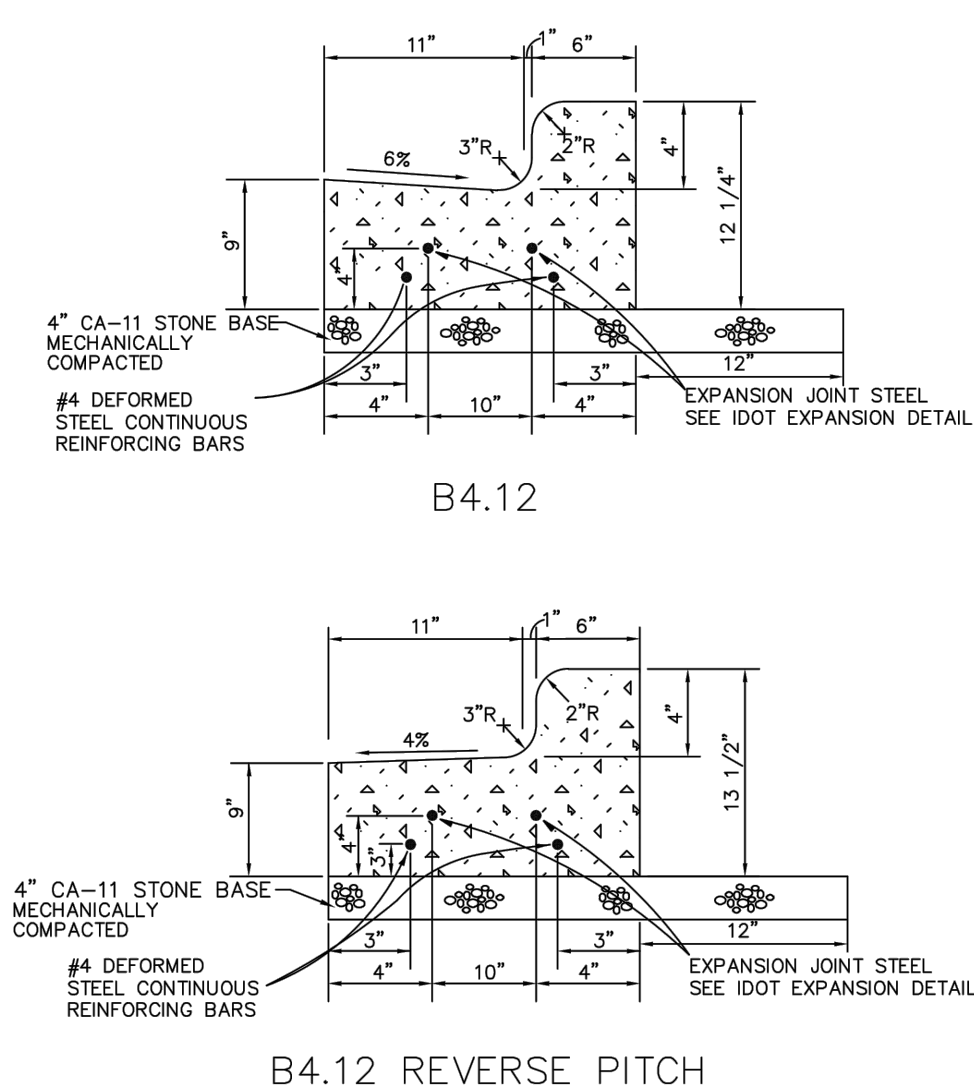 11"
1"
6"
3"R
2"R
4"
6%
12 1/4"
9"
4"
4" CA-11 STONE BASE
MECHANICALLY
COMPACTED
3"
3"
12"
#4 DEFORMED
STEEL CONTINUOUS
REINFORCING BARS
4"
10"
4"
EXPANSION JOINT STEEL
SEE IDOT EXPANSION DETAIL
B4.12
11"
1"
6"
3"R
2"R
4"
4%
13 1/2"
9"
4"
3"
4" CA-11 STONE BASE
MECHANICALLY
COMPACTED
3"
3"
12"
#4 DEFORMED
STEEL CONTINUOUS
REINFORCING BARS
4"
10"
4"
EXPANSION JOINT STEEL
SEE IDOT EXPANSION DETAIL
B4.12 REVERSE PITCH